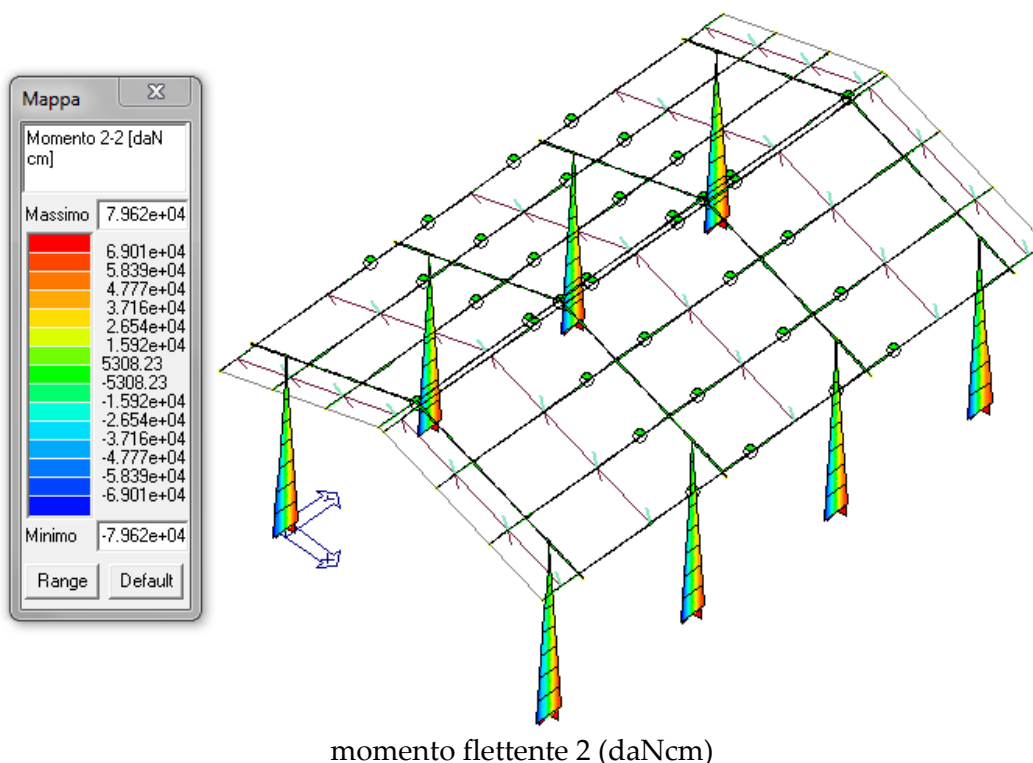 Mappa
Momento 2-2 [daN
cm]
Massimo 7.962e+04
6.901e+04
5.839e+04
4.777e+04
3.716e+04
2.654e+04
1.592e+04
5308.23
-5308.23
-1.592e+04
-2.654e+04
-3.716e+04
-4.777e+04
-5.839e+04
-6.901e+04
Minimo -7.962e+04
Range Default
momento flettente 2 (daNcm)